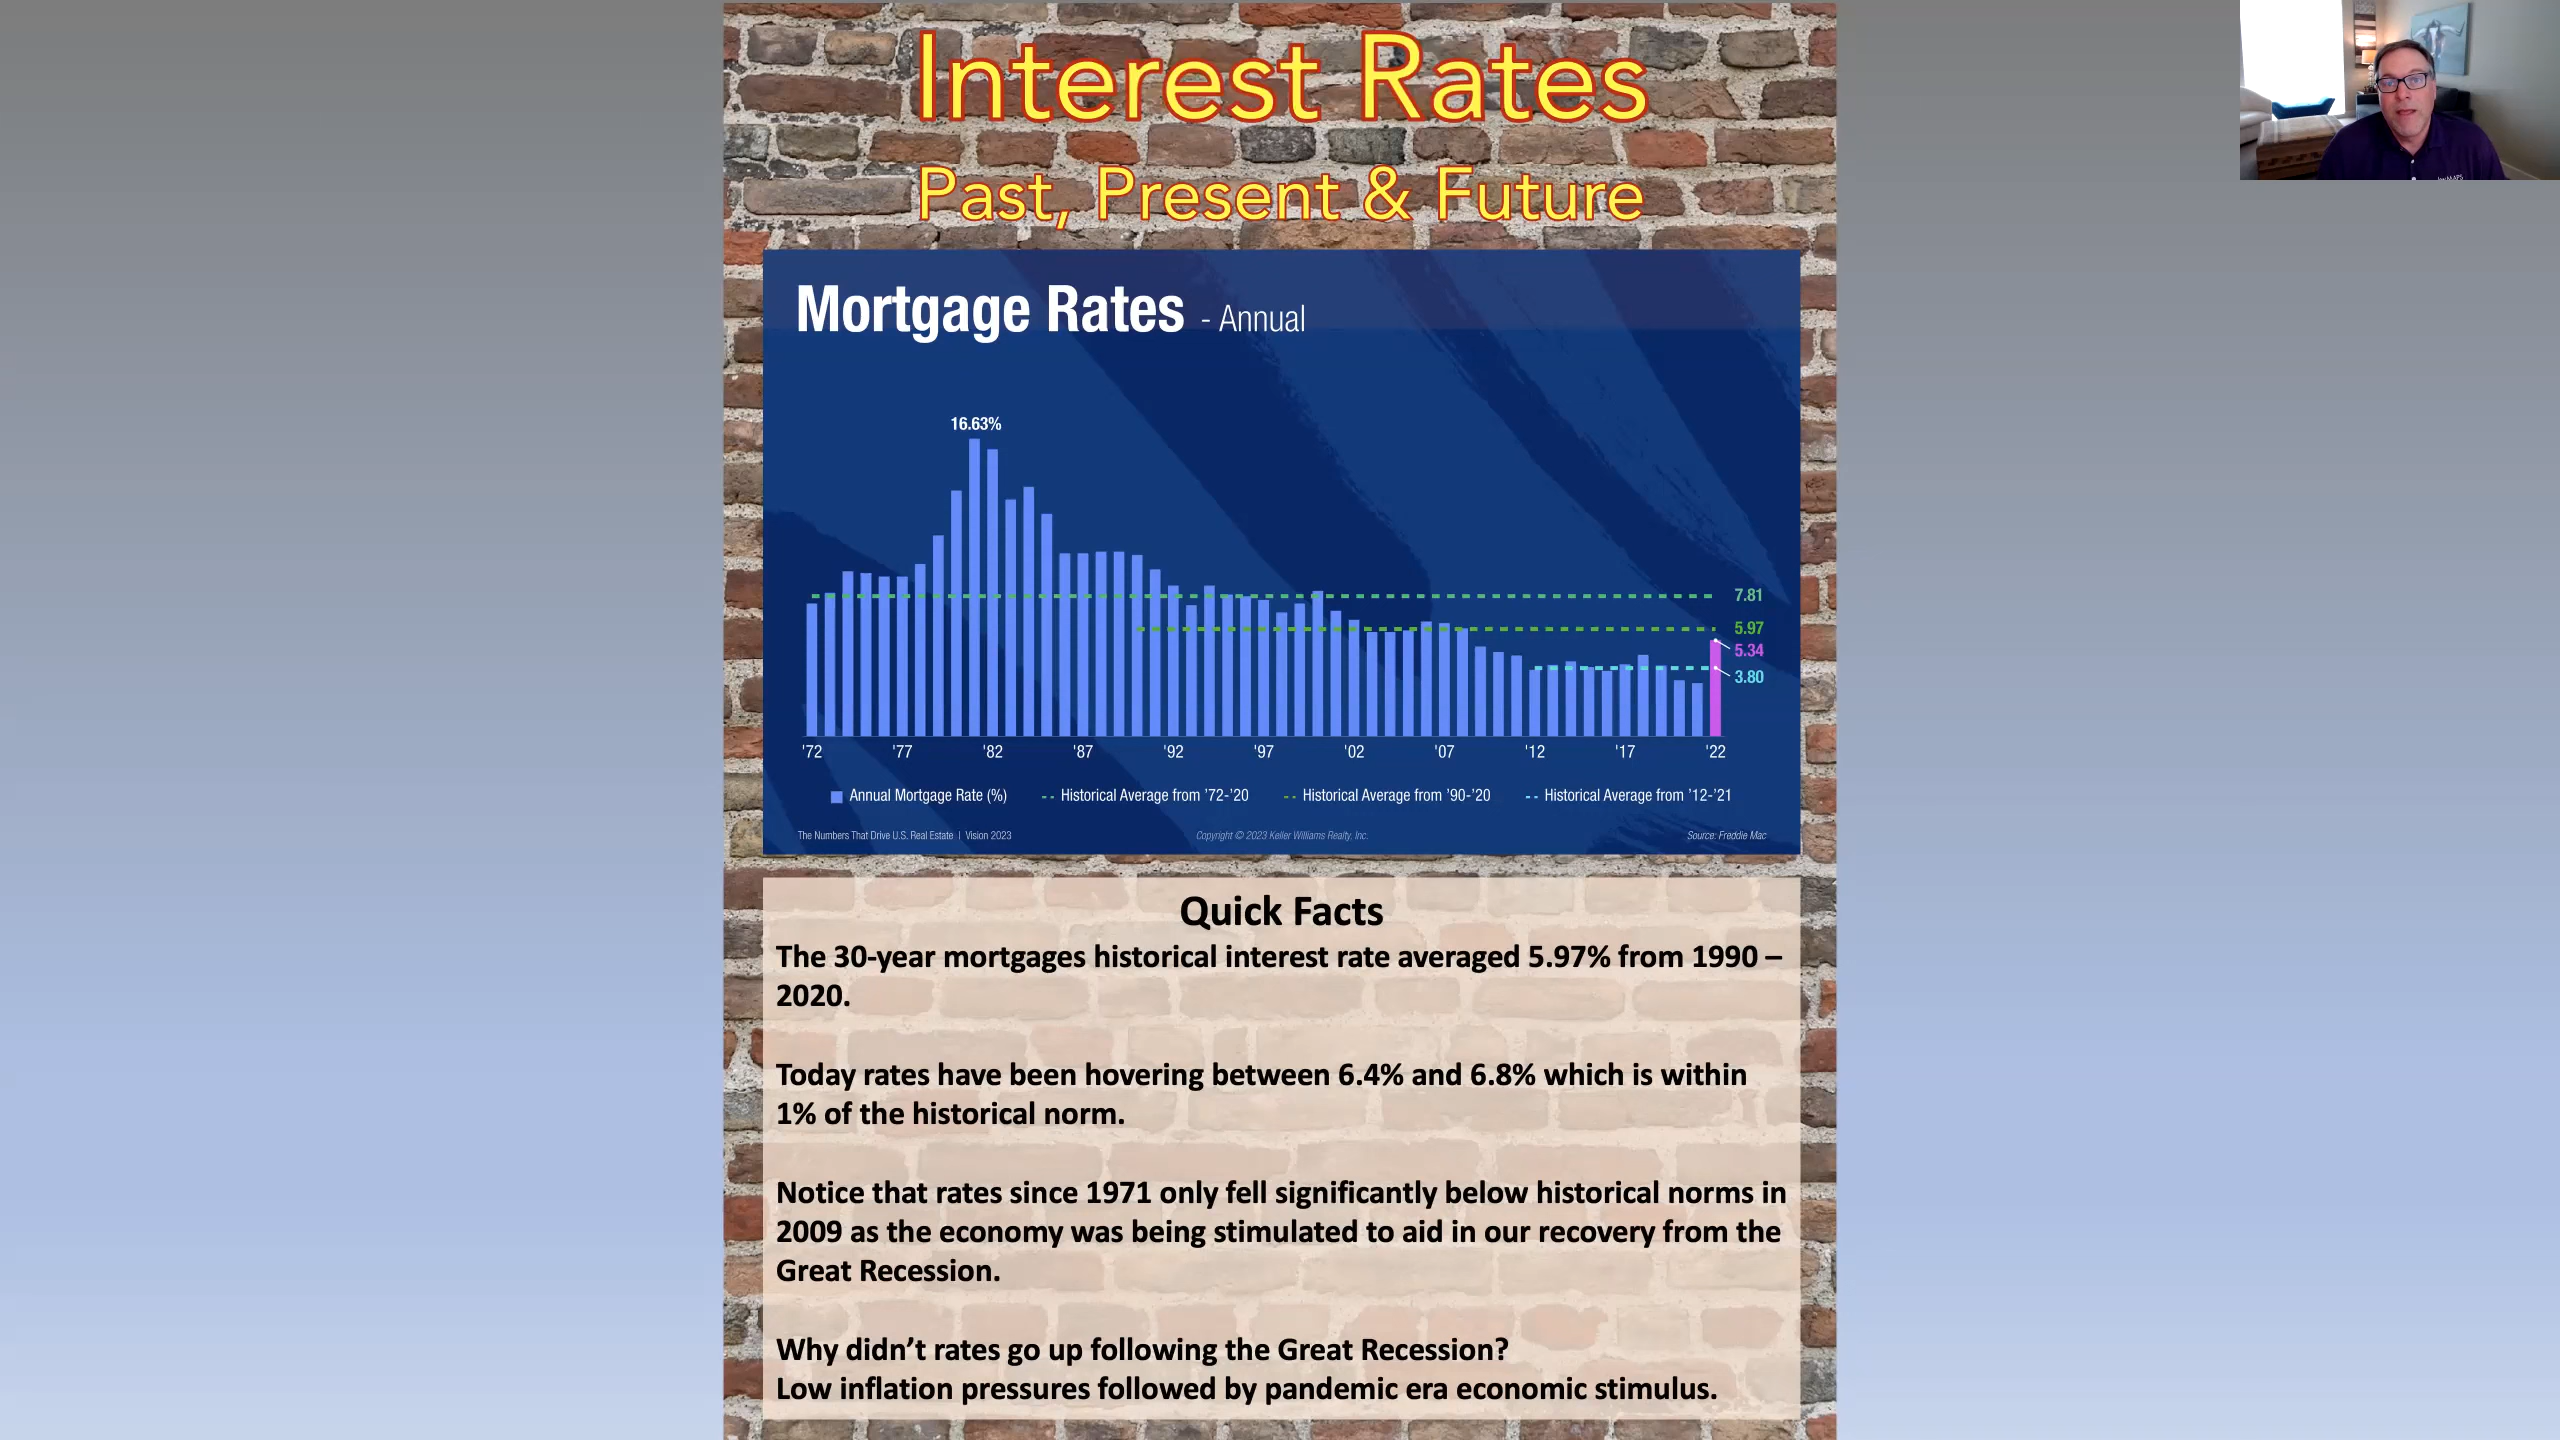 Interest Rates
Past, Present & Future
Mortgage Rates - Annual
16.63%
7.81
5.97
5.34
3.80
'72 '77 '82 '87 '92 '97 '02 '07 '12 '17 '22
Annual Mortgage Rate (%) Historical Average from '72-'20 Historical Average from '90-'20 Historical Average from '12-'21
The Numbers That Drive U.S. Real Estate | Vision 2023 Copyright © 2023 Keller Williams Realty, Inc. Source: Freddie Mac
Quick Facts
The 30-year mortgages historical interest rate averaged 5.97% from 1990 –
2020.
Today rates have been hovering between 6.4% and 6.8% which is within
1% of the historical norm.
Notice that rates since 1971 only fell significantly below historical norms in
2009 as the economy was being stimulated to aid in our recovery from the
Great Recession.
Why didn’t rates go up following the Great Recession?
Low inflation pressures followed by pandemic era economic stimulus.